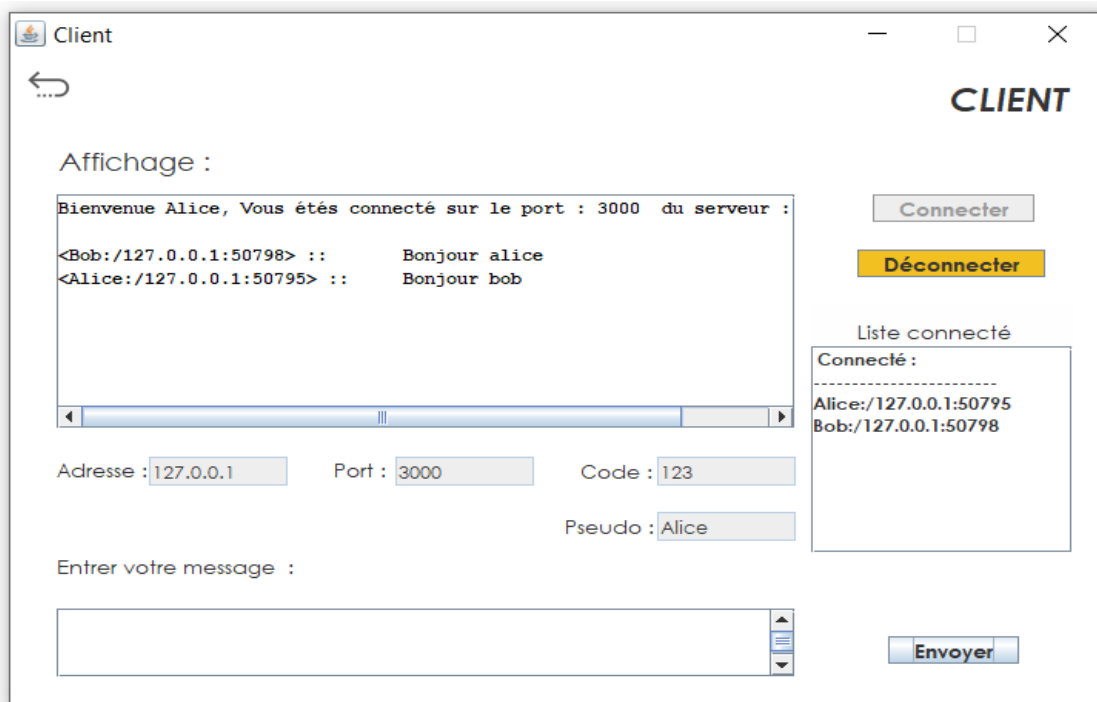 Client
CLIENT
Affichage :
Bienvenue Alice, Vous étés connecté sur le port : 3000 du serveur :
<Bob:/127.0.0.1:50798> :: Bonjour alice
<Alice:/127.0.0.1:50795> :: Bonjour bob
Connecter
Déconnecter
Liste connecté
Connecté :
------------------------
Alice:/127.0.0.1:50795
Bob:/127.0.0.1:50798
Adresse : 127.0.0.1 Port : 3000 Code : 123
Pseudo : Alice
Entrer votre message :
Envoyer